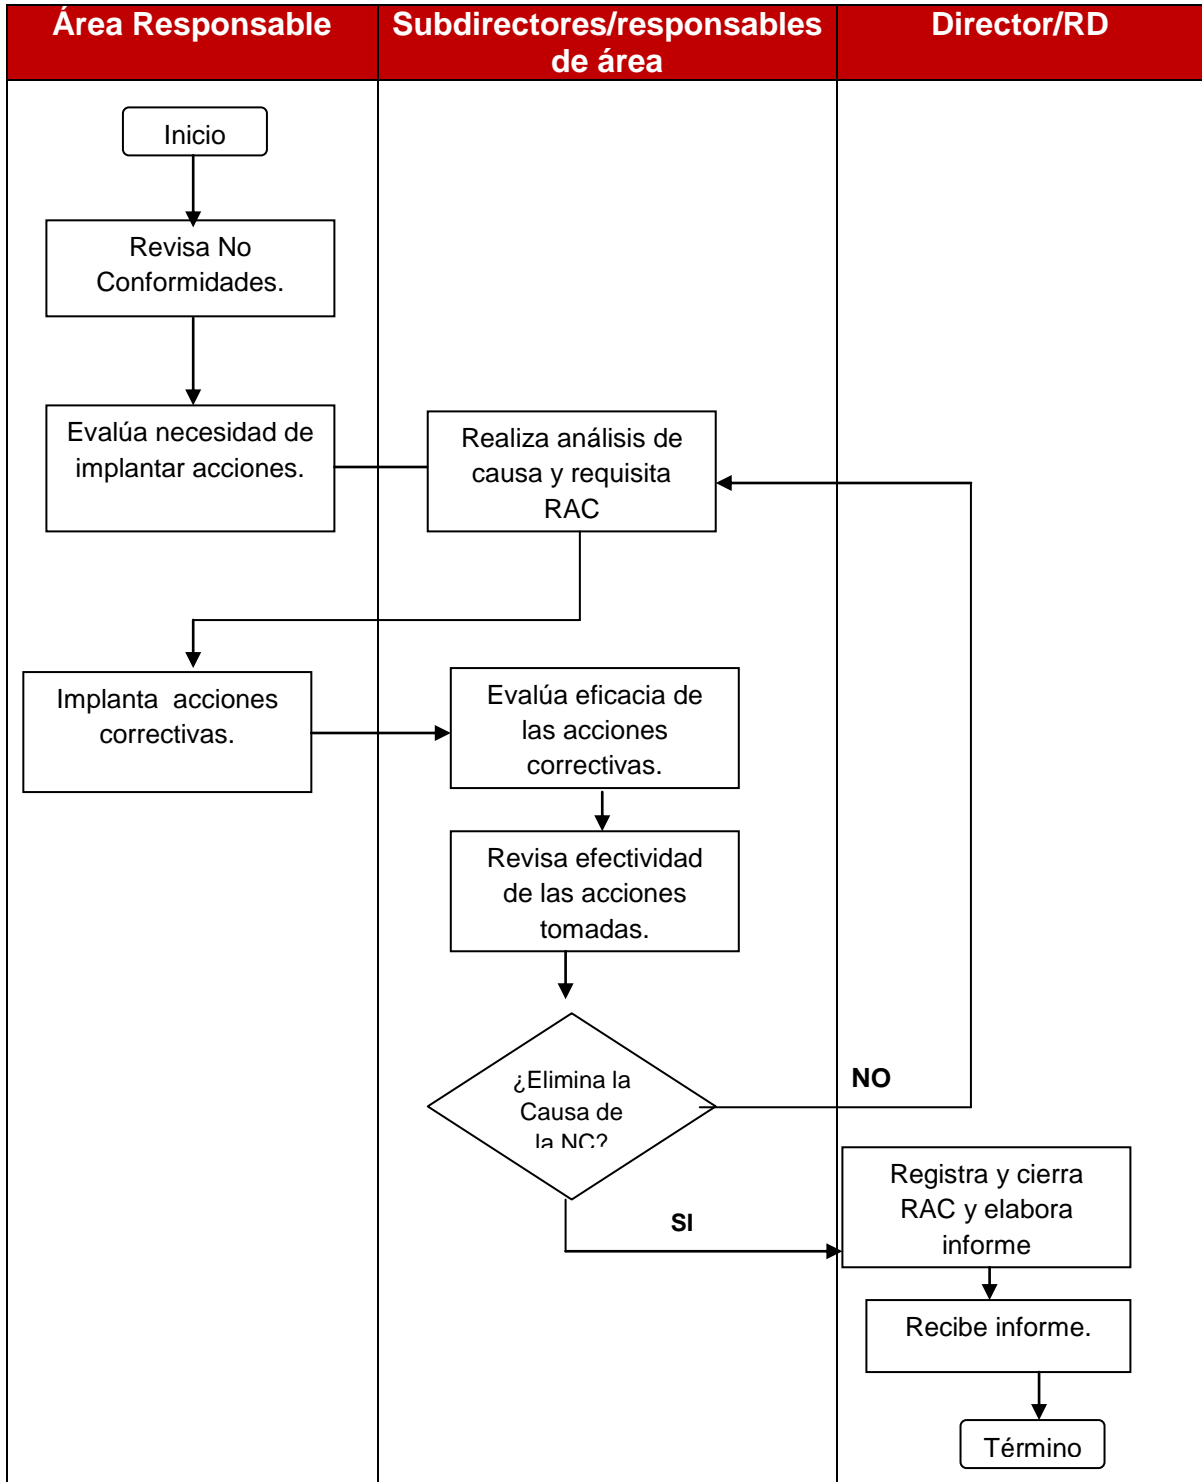 Área Responsable
Subdirectores/responsables
de área
Director/RD
Inicio
Revisa No
Conformidades.
Evalúa necesidad de
implantar acciones.
Realiza análisis de
causa y requisita
RAC
Implanta acciones
correctivas.
Evalúa eficacia de
las acciones
correctivas.
Revisa efectividad
de las acciones
tomadas.
¿Elimina la
Causa de
la NC?
NO
SI
Registra y cierra
RAC y elabora
informe
Recibe informe.
Término